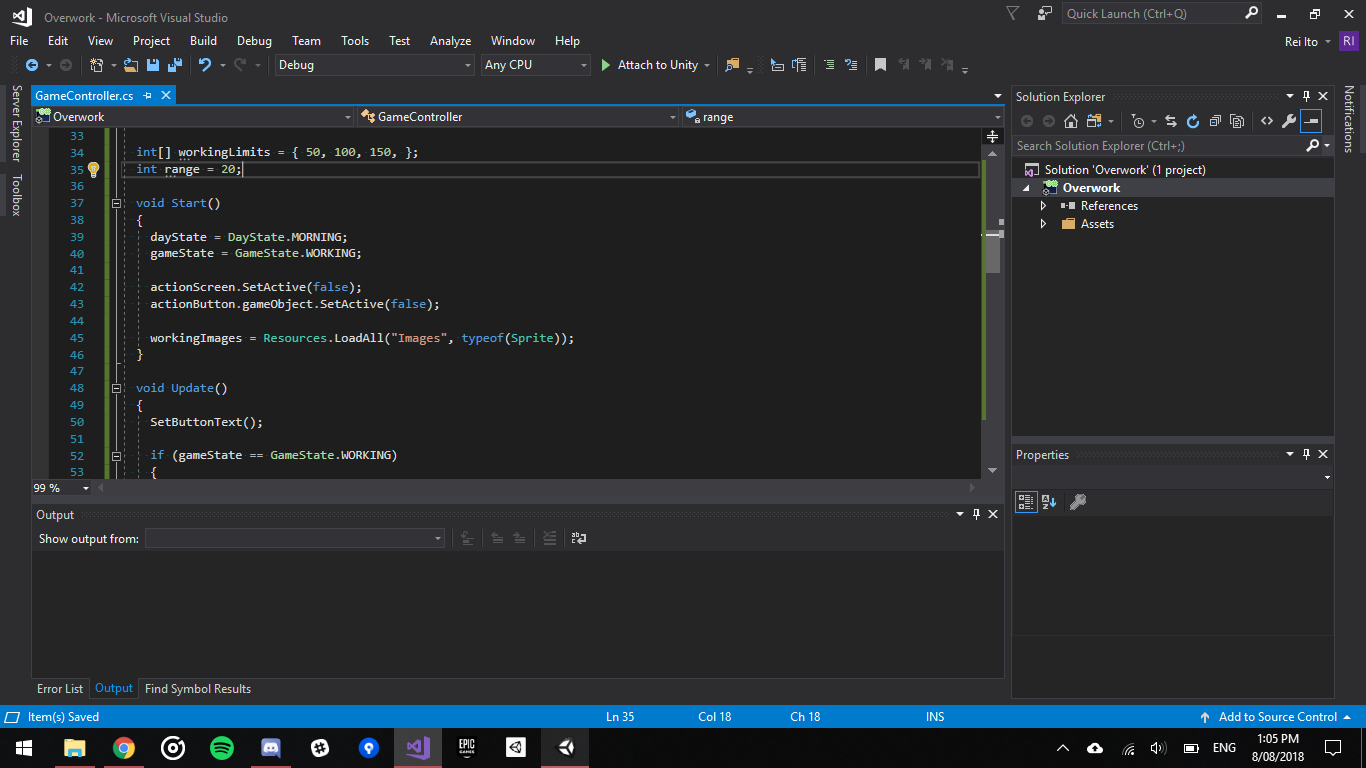 Overwork - Microsoft Visual Studio
Quick Launch (Ctrl+Q)
File Edit View Project Build Debug Team Tools Test Analyze Window Help
Rei Ito RI
Debug Any CPU Attach to Unity
Server Explorer
Toolbox
GameController.cs
Overwork GameController range
33
34 int[] workingLimits = { 50, 100, 150, };
35 int range = 20;
36
37 void Start()
38 {
39 dayState = DayState.MORNING;
40 gameState = GameState.WORKING;
41
42 actionScreen.SetActive(false);
43 actionButton.gameObject.SetActive(false);
44
45 workingImages = Resources.LoadAll("Images", typeof(Sprite));
46 }
47
48 void Update()
49 {
50 SetButtonText();
51
52 if (gameState == GameState.WORKING)
53 {
99 %
Output
Show output from:
Error List Output Find Symbol Results
Solution Explorer
Search Solution Explorer (Ctrl+;)
Solution 'Overwork' (1 project)
Overwork
References
Assets
Properties
Notifications
Item(s) Saved Ln 35 Col 18 Ch 18 INS Add to Source Control
EPIC
GAMES
ENG
1:05 PM
8/08/2018